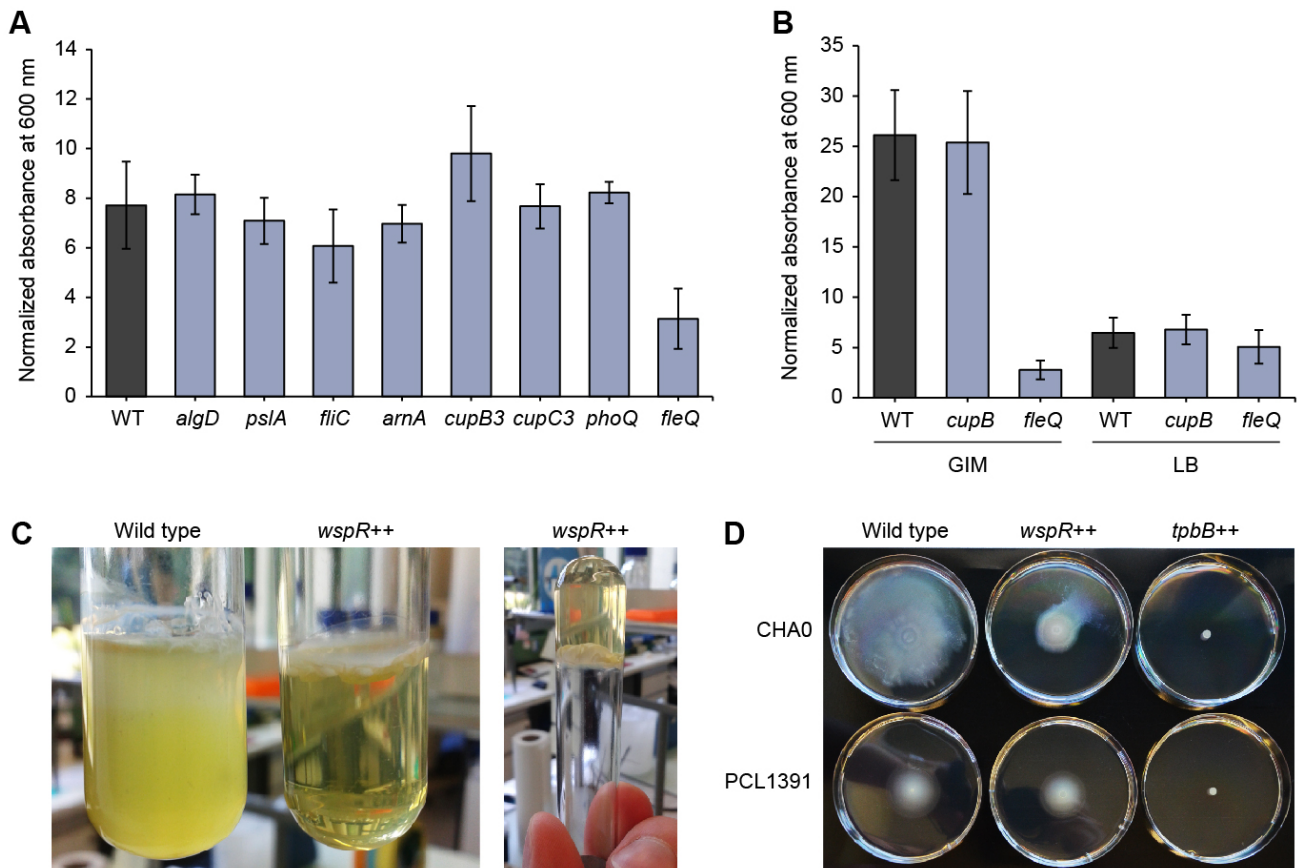 A
Normalized absorbance at 600 nm
14
12
10
8
6
4
2
0
WT algD pslA fliC arnA cupB3 cupC3 phoQ fleQ
B
Normalized absorbance at 600 nm
35
30
25
20
15
10
5
0
WT cupB fleQ WT cupB fleQ
GIM LB
C
Wild type wspR++ wspR++
D
Wild type wspR++ tpbB++
CHA0
PCL1391